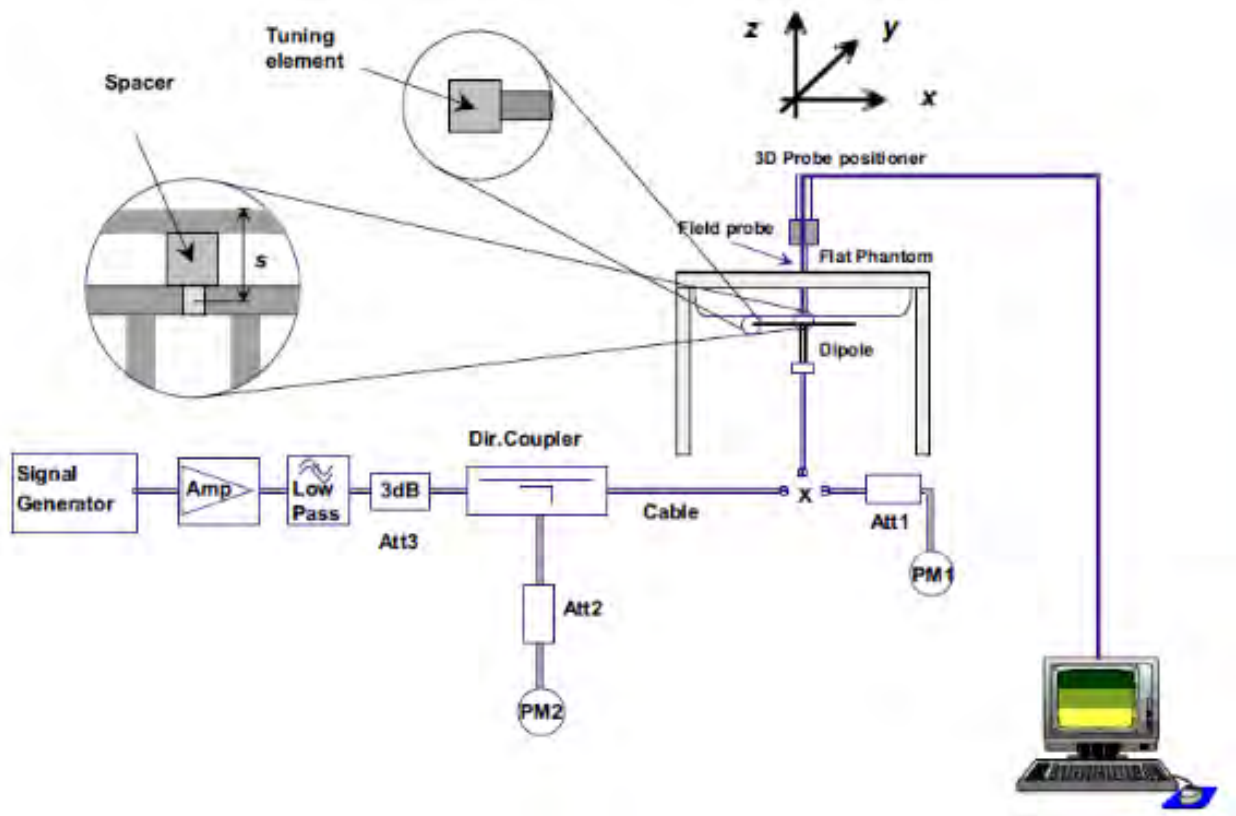 Tuning
element
Spacer
s
z
y
x
3D Probe positioner
Field probe
Flat Phantom
Dipole
Dir.Coupler
Signal
Generator
Amp
Low
Pass
3dB
Att3
Cable
x
Att1
PM1
Att2
PM2